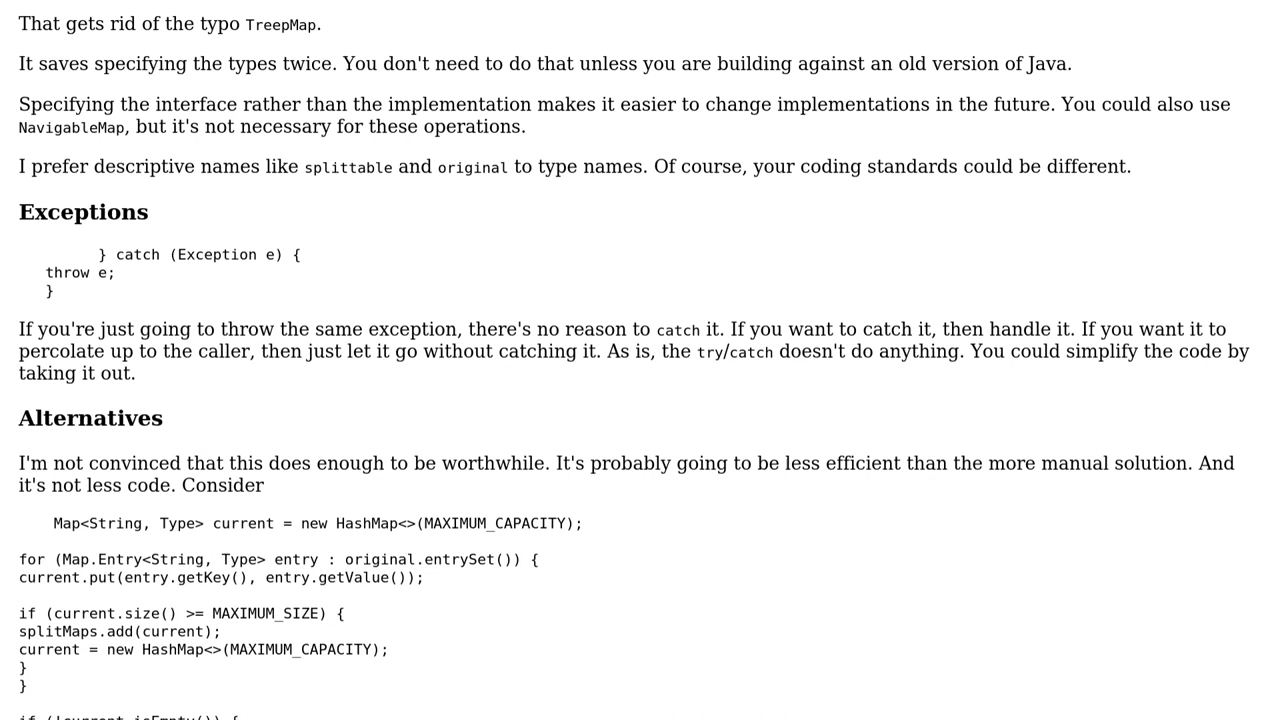 That gets rid of the typo TreepMap.
It saves specifying the types twice. You don't need to do that unless you are building against an old version of Java.
Specifying the interface rather than the implementation makes it easier to change implementations in the future. You could also use
NavigableMap, but it's not necessary for these operations.
I prefer descriptive names like splittable and original to type names. Of course, your coding standards could be different.
Exceptions
} catch (Exception e) {
throw e;
}
If you're just going to throw the same exception, there's no reason to catch it. If you want to catch it, then handle it. If you want it to
percolate up to the caller, then just let it go without catching it. As is, the try/catch doesn't do anything. You could simplify the code by
taking it out.
Alternatives
I'm not convinced that this does enough to be worthwhile. It's probably going to be less efficient than the more manual solution. And
it's not less code. Consider
Map<String, Type> current = new HashMap<>(MAXIMUM_CAPACITY);
for (Map.Entry<String, Type> entry : original.entrySet()) {
current.put(entry.getKey(), entry.getValue());
if (current.size() >= MAXIMUM_SIZE) {
splitMaps.add(current);
current = new HashMap<>(MAXIMUM_CAPACITY);
}
}
if (!current.isEmpty()) {